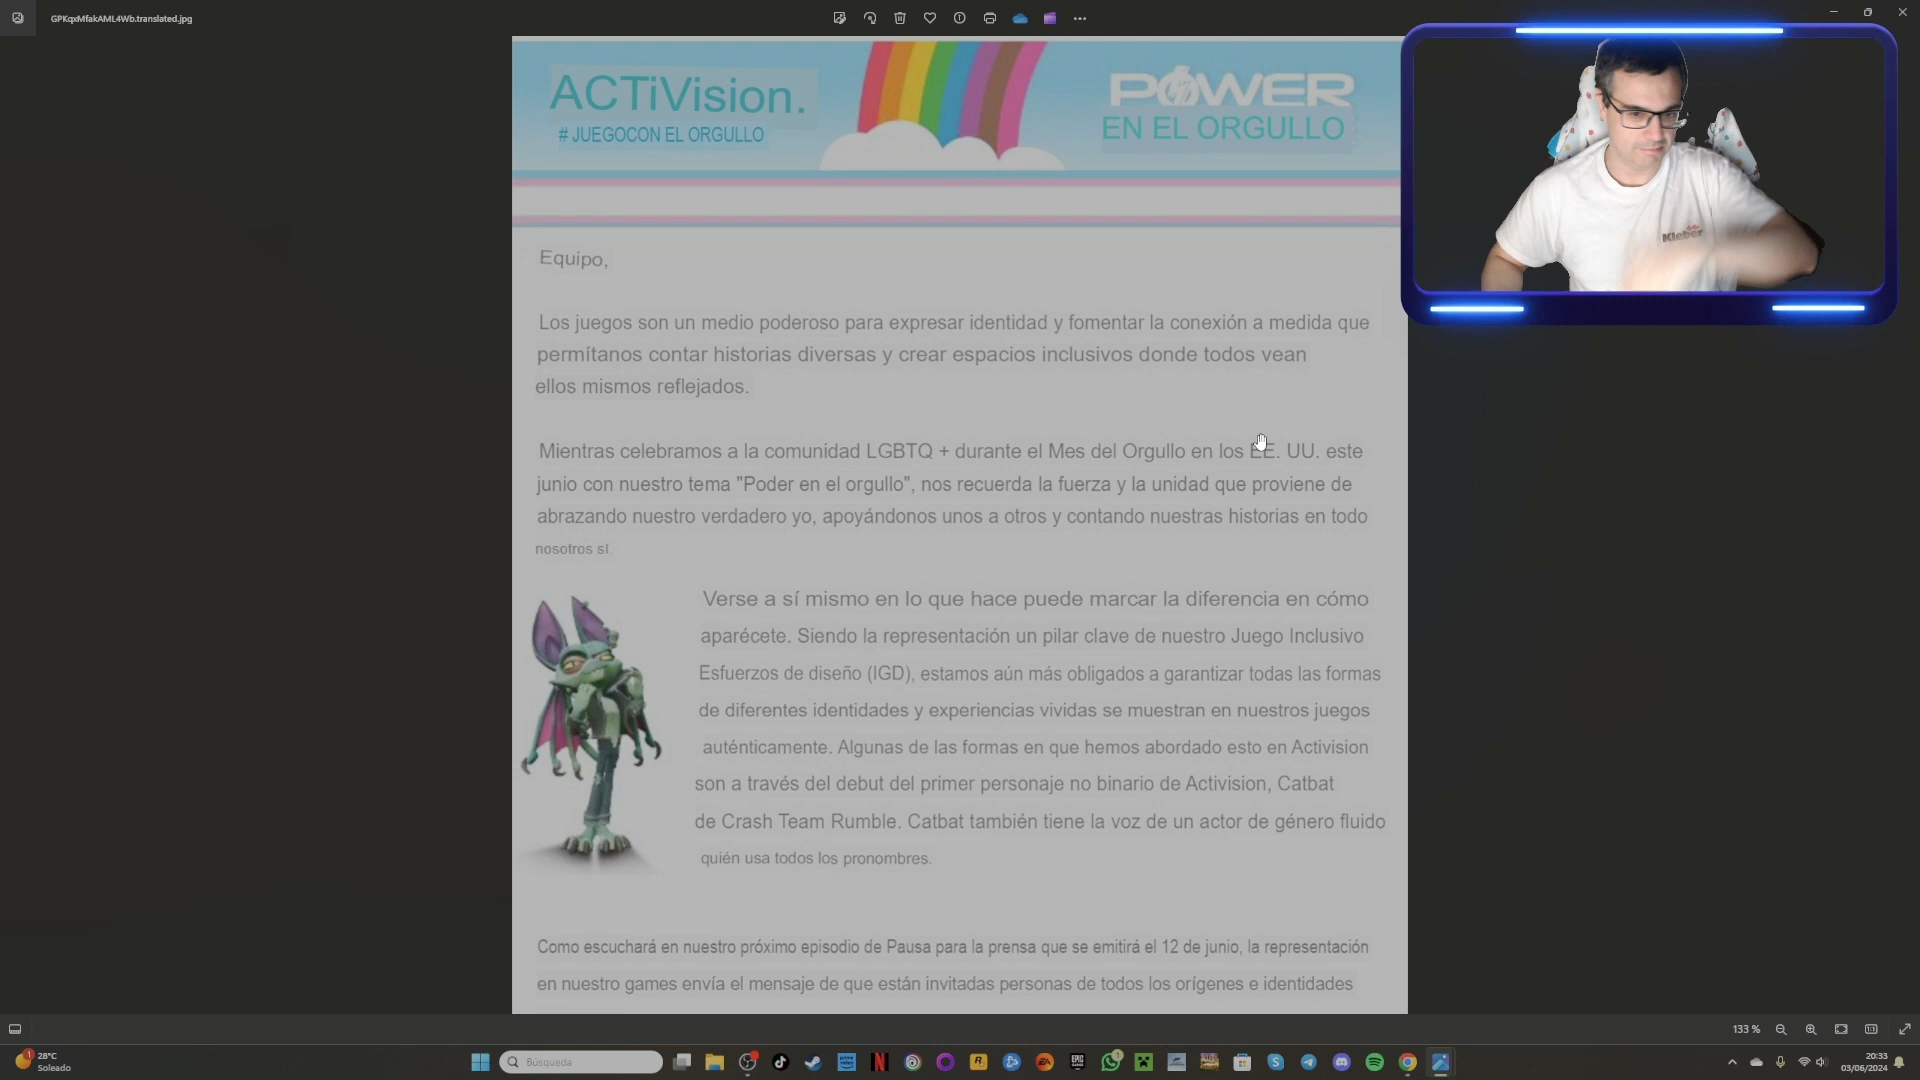 GPKqxMfakAML4Wb.translated.jpg
ACTiVision.
# JUEGOCON EL ORGULLO
POWER
EN EL ORGULLO
Kleber
Equipo,
Los juegos son un medio poderoso para expresar identidad y fomentar la conexión a medida que
permítanos contar historias diversas y crear espacios inclusivos donde todos vean
ellos mismos reflejados.
Mientras celebramos a la comunidad LGBTQ + durante el Mes del Orgullo en los EE. UU. este
junio con nuestro tema "Poder en el orgullo", nos recuerda la fuerza y la unidad que proviene de
abrazando nuestro verdadero yo, apoyándonos unos a otros y contando nuestras historias en todo
nosotros sí.
Verse a sí mismo en lo que hace puede marcar la diferencia en cómo
aparécete. Siendo la representación un pilar clave de nuestro Juego Inclusivo
Esfuerzos de diseño (IGD), estamos aún más obligados a garantizar todas las formas
de diferentes identidades y experiencias vividas se muestran en nuestros juegos
auténticamente. Algunas de las formas en que hemos abordado esto en Activision
son a través del debut del primer personaje no binario de Activision, Catbat
de Crash Team Rumble. Catbat también tiene la voz de un actor de género fluido
quién usa todos los pronombres.
Como escuchará en nuestro próximo episodio de Pausa para la prensa que se emitirá el 12 de junio, la representación
en nuestro games envía el mensaje de que están invitadas personas de todos los orígenes e identidades
133 %
28°C
Soleado
Búsqueda
20:33
03/06/2024